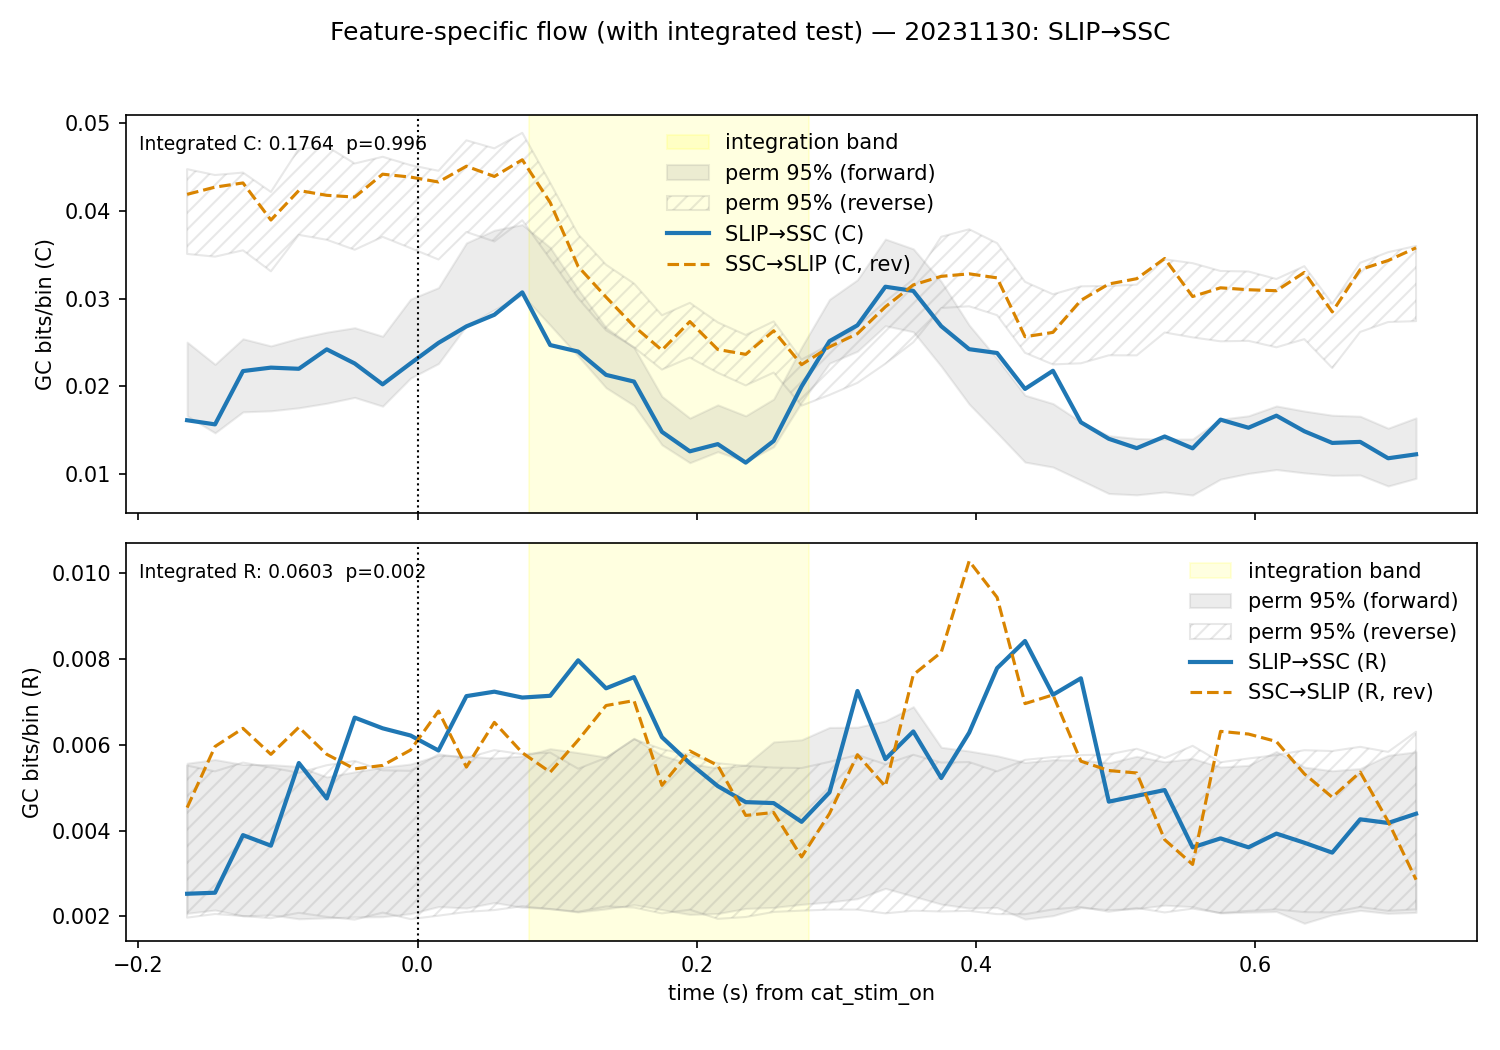 Feature-specific flow (with integrated test) — 20231130: SLIP→SSC
Integrated C: 0.1764  p=0.996
integration band
perm 95% (forward)
perm 95% (reverse)
SLIP→SSC (C)
SSC→SLIP (C, rev)
GC bits/bin (C)
0.05
0.04
0.03
0.02
0.01
Integrated R: 0.0603  p=0.002
integration band
perm 95% (forward)
perm 95% (reverse)
SLIP→SSC (R)
SSC→SLIP (R, rev)
GC bits/bin (R)
0.010
0.008
0.006
0.004
0.002
−0.2 0.0 0.2 0.4 0.6
time (s) from cat_stim_on